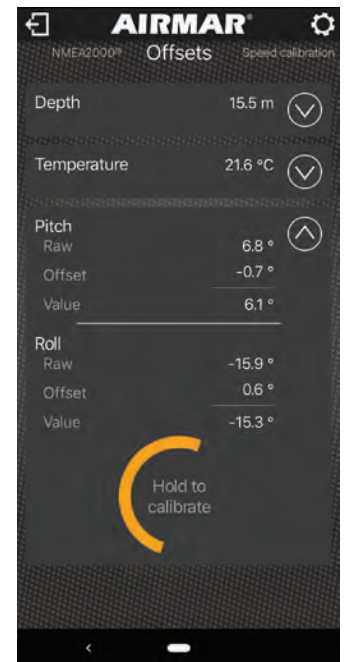 AIRMAR®
NMEA2000® Offsets Speed calibration
Depth 15.5 m
Temperature 21.6 °C
Pitch
Raw 6.8 °
Offset -0.7 °
Value 6.1 °
Roll
Raw -15.9 °
Offset 0.6 °
Value -15.3 °
Hold to
calibrate